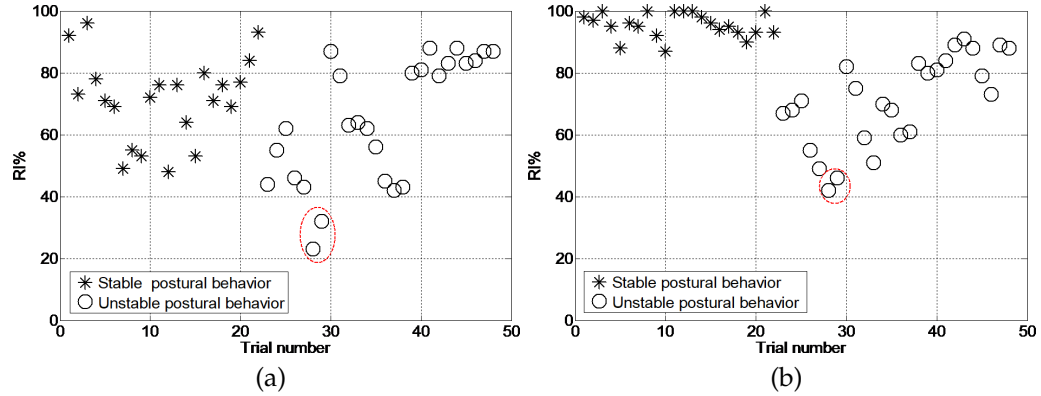 100
80
60
40
20
0
RI%
Stable postural behavior
Unstable postural behavior
0 10 20 30 40 50
Trial number
(a)
100
80
60
40
20
0
RI%
Stable postural behavior
Unstable postural behavior
0 10 20 30 40 50
Trial number
(b)